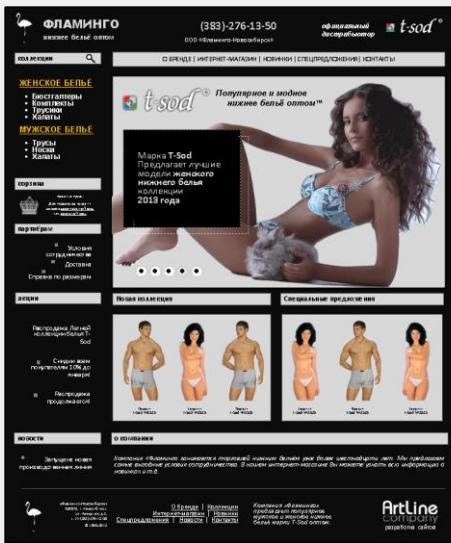 ФЛАМИНГО
нижнее бельё оптом
(383)-276-13-50
ООО «Фламинго-Новосибирск»
официальный
дистрибьютор
t-sod
коллекции
О БРЕНДЕ | ИНТЕРНЕТ-МАГАЗИН | НОВИНКИ | СПЕЦПРЕДЛОЖЕНИЯ | КОНТАКТЫ
ЖЕНСКОЕ БЕЛЬЁ
Бюстгалтеры
Комплекты
Трусики
Халаты
МУЖСКОЕ БЕЛЬЁ
Трусы
Носки
Халаты
t-sod
Популярное и модное
нижнее бельё оптом™
Марка T-Sod
Предлагает лучшие
модели женского
нижнего белья
коллекции
2013 года
корзина
партнёрам
Условия
сотрудничества
Доставка
Справка по размерам
акции
Распродажа Летней
коллекции белья T-
Sod
Скидки всем
покупателям 10% до
января!
Распродажа
продолжается!
Новая коллекция
Специальные предложения
новости
Запущена новая
производственная линия
о компании
Компания «Фламинго» занимается торговлей нижним бельём уже более шестнадцати лет. Мы предлагаем
самые выгодные условия сотрудничества. В нашем интернет-магазине Вы можете узнать всю информацию о
новинках и т.д.
О бренде | Коллекции
Интернет-магазин | Новинки
Спецпредложения | Новости | Контакты
Компания «Фламинго»
предлагает популярное
мужское и женское нижнее
бельё марки T-Sod оптом.
ArtLine
company
разработка сайтов